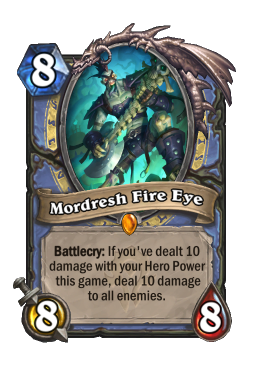 8
Mordresh Fire Eye
Battlecry: If you've dealt 10
damage with your Hero Power
this game, deal 10 damage
to all enemies.
8
8